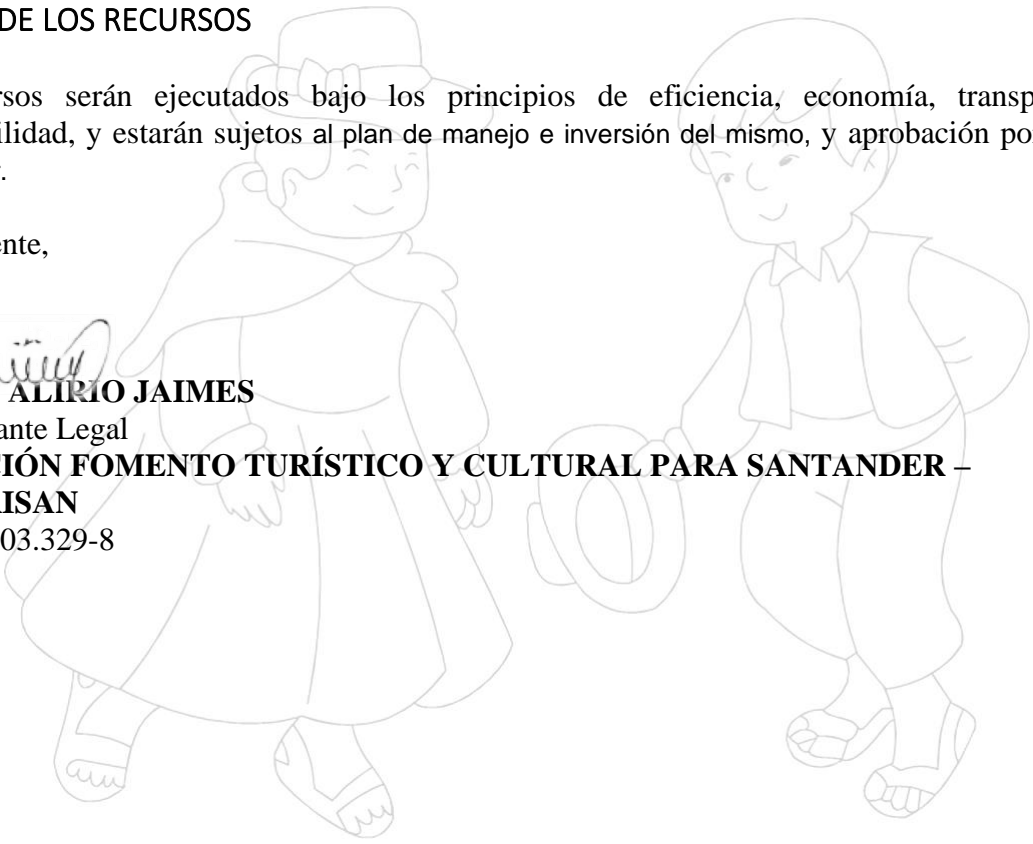 DE LOS RECURSOS
rsos serán ejecutados bajo los principios de eficiencia, economía, transp
ilidad, y estarán sujetos al plan de manejo e inversión del mismo, y aprobación po
ente,
ALIRIO JAIMES
ante Legal
CIÓN FOMENTO TURÍSTICO Y CULTURAL PARA SANTANDER –
ISAN
03.329-8